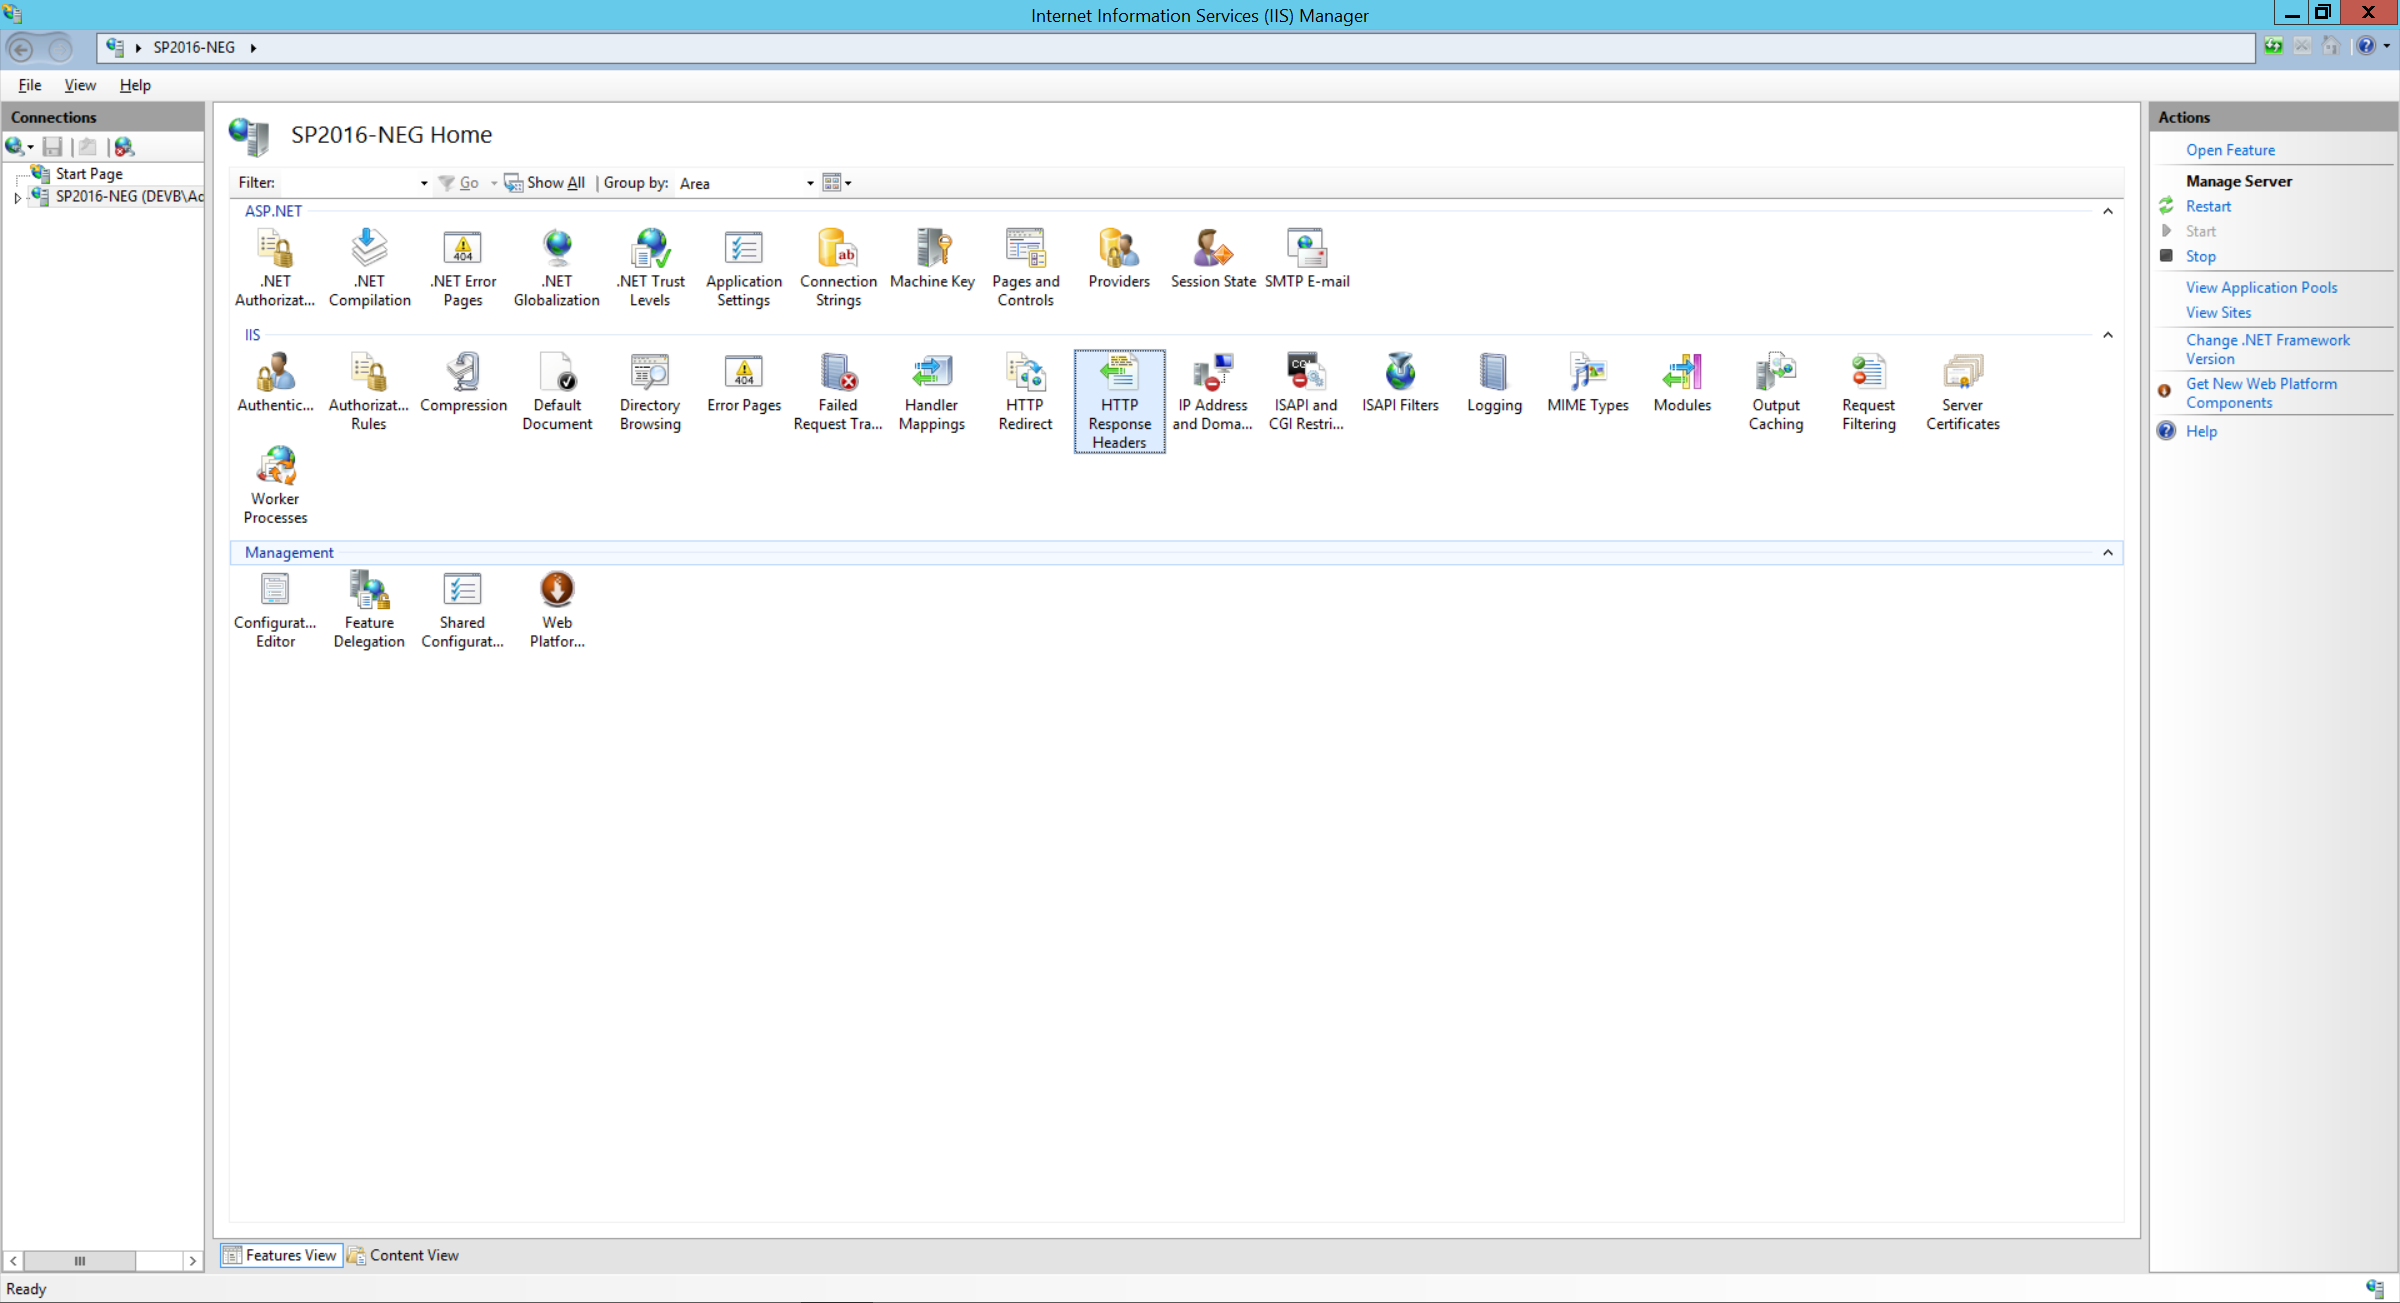 Internet Information Services (IIS) Manager
SP2016-NEG
File View Help
Connections
Start Page
SP2016-NEG (DEVB\Ad
SP2016-NEG Home
Filter: Go Show All Group by: Area
ASP.NET
.NET Authorizat...
.NET Compilation
.NET Error Pages
.NET Globalization
.NET Trust Levels
Application Settings
Connection Strings
Machine Key
Pages and Controls
Providers
Session State
SMTP E-mail
IIS
Authentic...
Authorizat... Rules
Compression
Default Document
Directory Browsing
Error Pages
Failed Request Tra...
Handler Mappings
HTTP Redirect
HTTP Response Headers
IP Address and Doma...
ISAPI and CGI Restri...
ISAPI Filters
Logging
MIME Types
Modules
Output Caching
Request Filtering
Server Certificates
Worker Processes
Management
Configurat... Editor
Feature Delegation
Shared Configurat...
Web Platfor...
Features View Content View
Actions
Open Feature
Manage Server
Restart
Start
Stop
View Application Pools
View Sites
Change .NET Framework
Version
Get New Web Platform
Components
Help
Ready